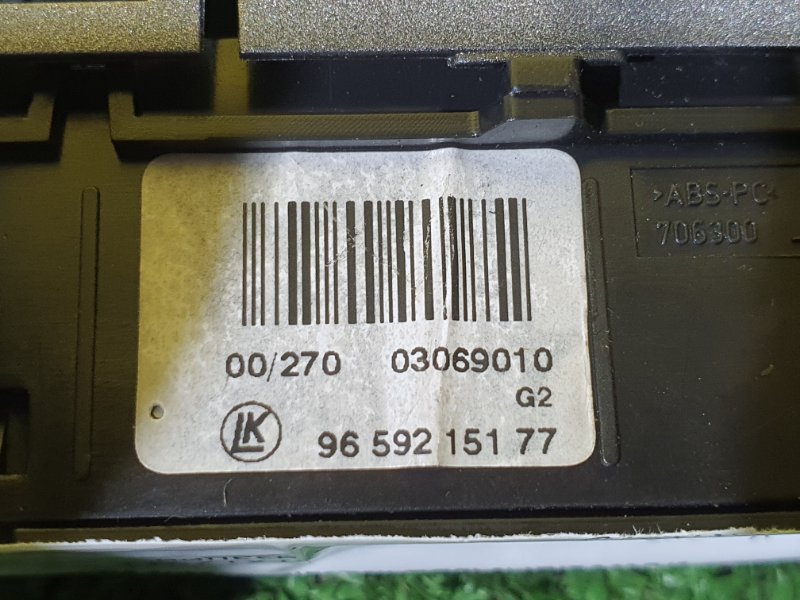 >ABS-PC<
706300
00/270 03069010
G2
LK 96 592 151 77